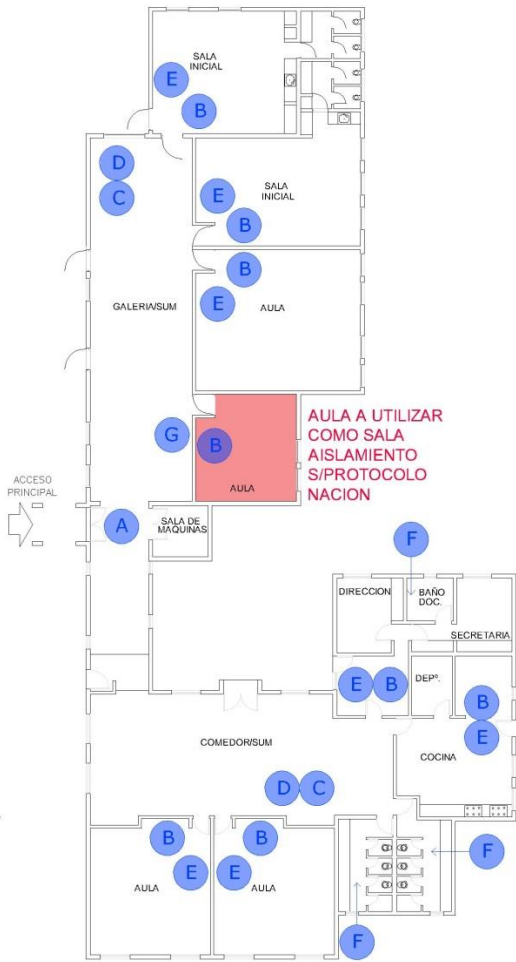 SALA
INICIAL
E
B
D
C
SALA
INICIAL
E
B
B
E
GALERIA/SUM
AULA
AULA A UTILIZAR
COMO SALA
AISLAMIENTO
S/PROTOCOLO
NACION
G
B
AULA
ACCESO
PRINCIPAL
A
SALA DE
MAQUINAS
F
DIRECCION
BAÑO
DOC.
SECRETARIA
E
B
DEPº.
B
E
COCINA
COMEDOR/SUM
D
C
B
B
E
E
AULA
AULA
F
F